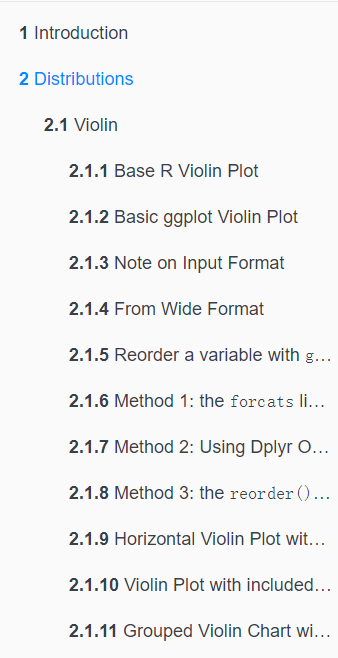 1 Introduction
2 Distributions
2.1 Violin
2.1.1 Base R Violin Plot
2.1.2 Basic ggplot Violin Plot
2.1.3 Note on Input Format
2.1.4 From Wide Format
2.1.5 Reorder a variable with g…
2.1.6 Method 1: the forcats li…
2.1.7 Method 2: Using Dplyr O…
2.1.8 Method 3: the reorder()…
2.1.9 Horizontal Violin Plot wit…
2.1.10 Violin Plot with included…
2.1.11 Grouped Violin Chart wi…